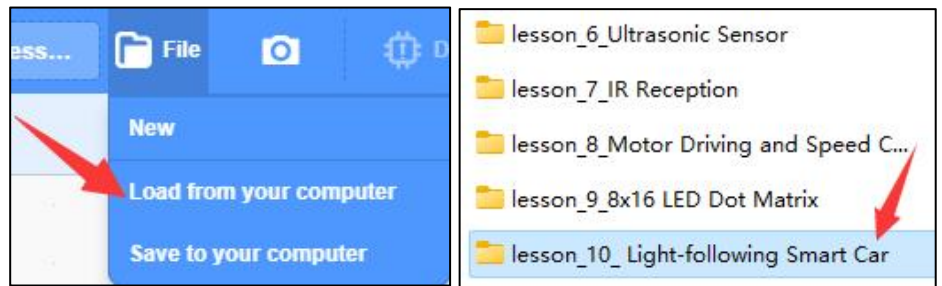 ess...
File
D
New
Load from your computer
Save to your computer
lesson_6_Ultrasonic Sensor
lesson_7_IR Reception
lesson_8_Motor Driving and Speed C...
lesson_9_8x16 LED Dot Matrix
lesson_10_ Light-following Smart Car